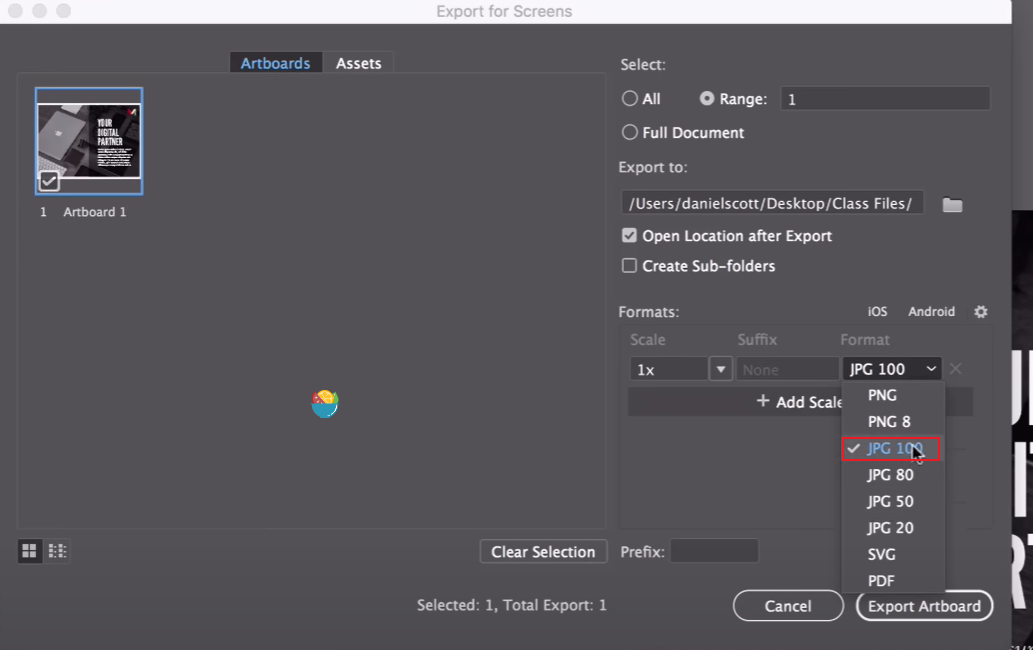 Export for Screens
Artboards
Assets
YOUR
DIGITAL
PARTNER
1 Artboard 1
Select:
All
Range:
1
Full Document
Export to:
/Users/danielscott/Desktop/Class Files/
Open Location after Export
Create Sub-folders
Formats:
iOS
Android
Scale
Suffix
Format
1x
None
JPG 100
+ Add Scale
PNG
PNG 8
JPG 100
JPG 80
JPG 50
JPG 20
SVG
PDF
Clear Selection
Prefix:
Selected: 1, Total Export: 1
Cancel
Export Artboard